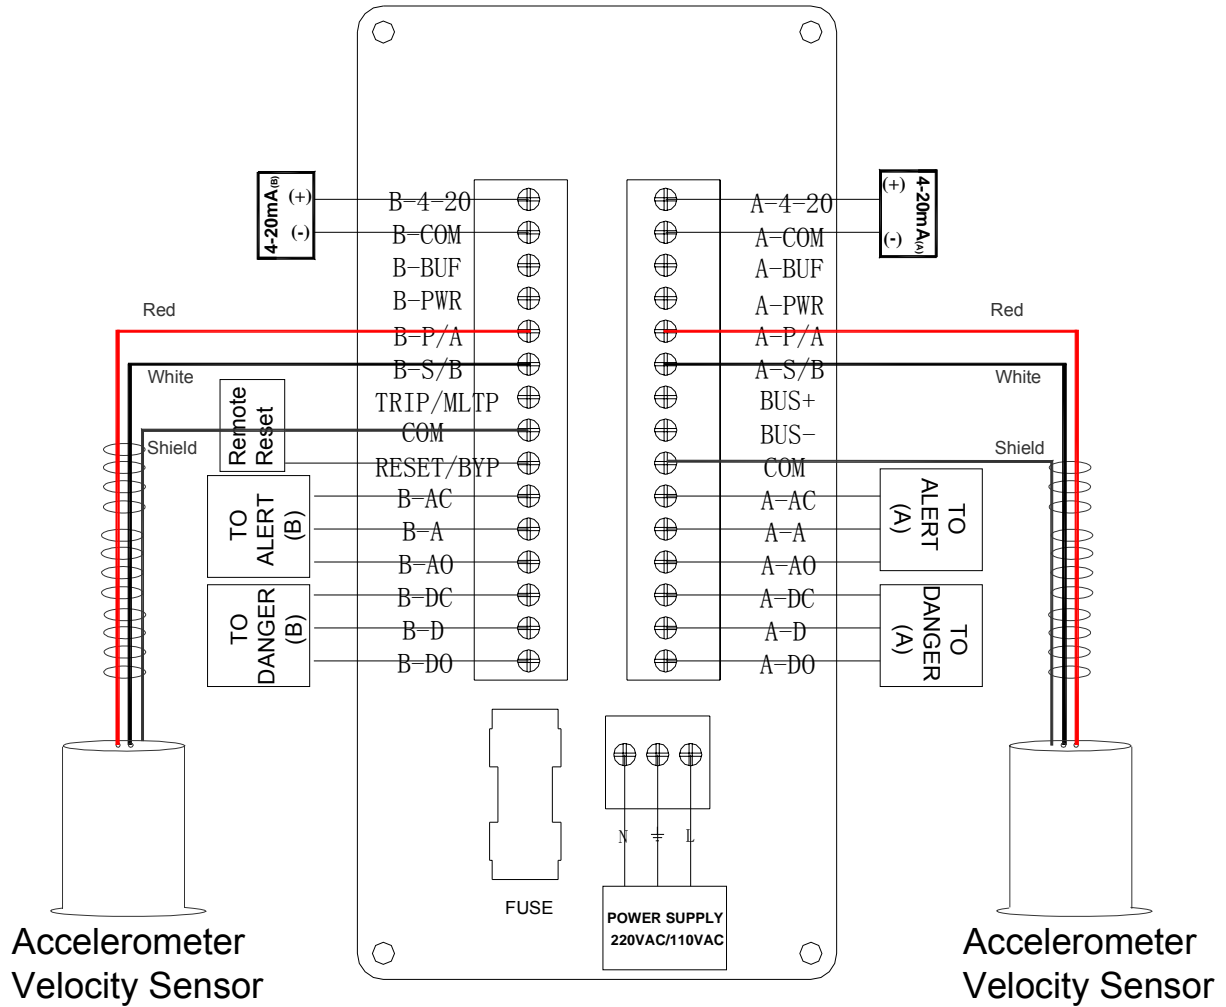 4-20mA(B)
(+)
(-)
B-4-20
B-COM
B-BUF
B-PWR
B-P/A
B-S/B
TRIP/MLTP
COM
RESET/BYP
B-AC
B-A
B-AO
B-DC
B-D
B-DO
A-4-20
A-COM
A-BUF
A-PWR
A-P/A
A-S/B
BUS+
BUS-
COM
A-AC
A-A
A-AO
A-DC
A-D
A-DO
(+)
(-)
4-20mA(A)
Red
White
Shield
Remote
Reset
TO
ALERT
(B)
TO
DANGER
(B)
Red
White
Shield
TO
ALERT
(A)
TO
DANGER
(A)
N
L
FUSE
POWER SUPPLY
220VAC/110VAC
Accelerometer
Velocity Sensor
Accelerometer
Velocity Sensor